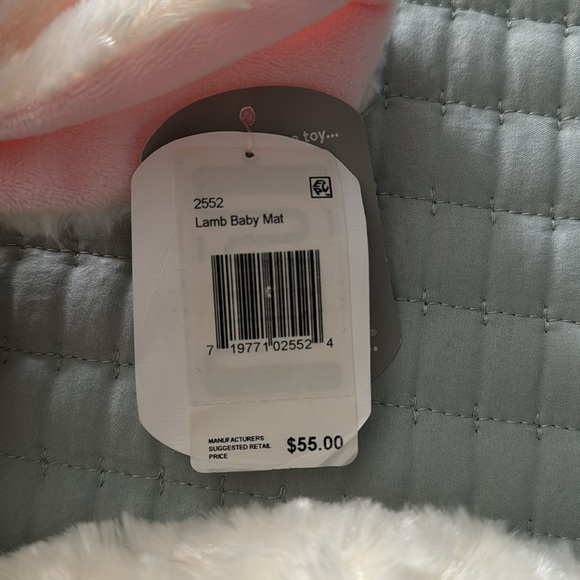 toy...
2552
Lamb Baby Mat
7 19771 02552 4
MANUFACTURERS
SUGGESTED RETAIL
PRICE
$55.00